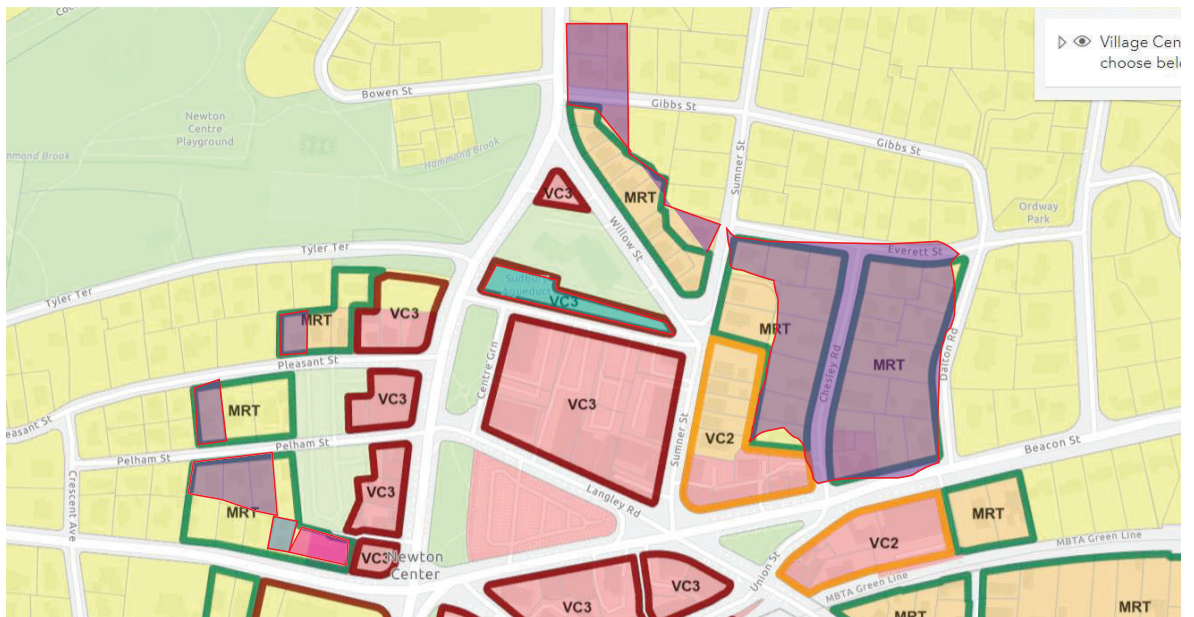 Village Cen
choose bel
Bowen St
Newton
Centre
Playground
Hammond Brook
ammond Brook
Gibbs St
Gibbs St
Sumner St
Ordway
Park
VC3
MRT
Willow St
Tyler Ter
Tyler Ter
Everett St
VC3
MRT
VC3
MRT
Pleasant St
Centre Grn
Chesley Rd
MRT
Dalton Rd
VC3
VC3
MRT
easant St
Pelham St
Pelham St
Sumner St
VC2
Beacon St
Crescent Ave
VC3
MRT
Langley Rd
VC3
Newton
Center
MRT
VC2
MBTA Green Line
Union St
MBTA Green Line
VC3
VC3
MRT
MRT